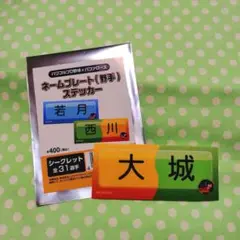 ネームプレート(野手)
ステッカー
若月
西川
¥400
シークレット
全31選手
大城